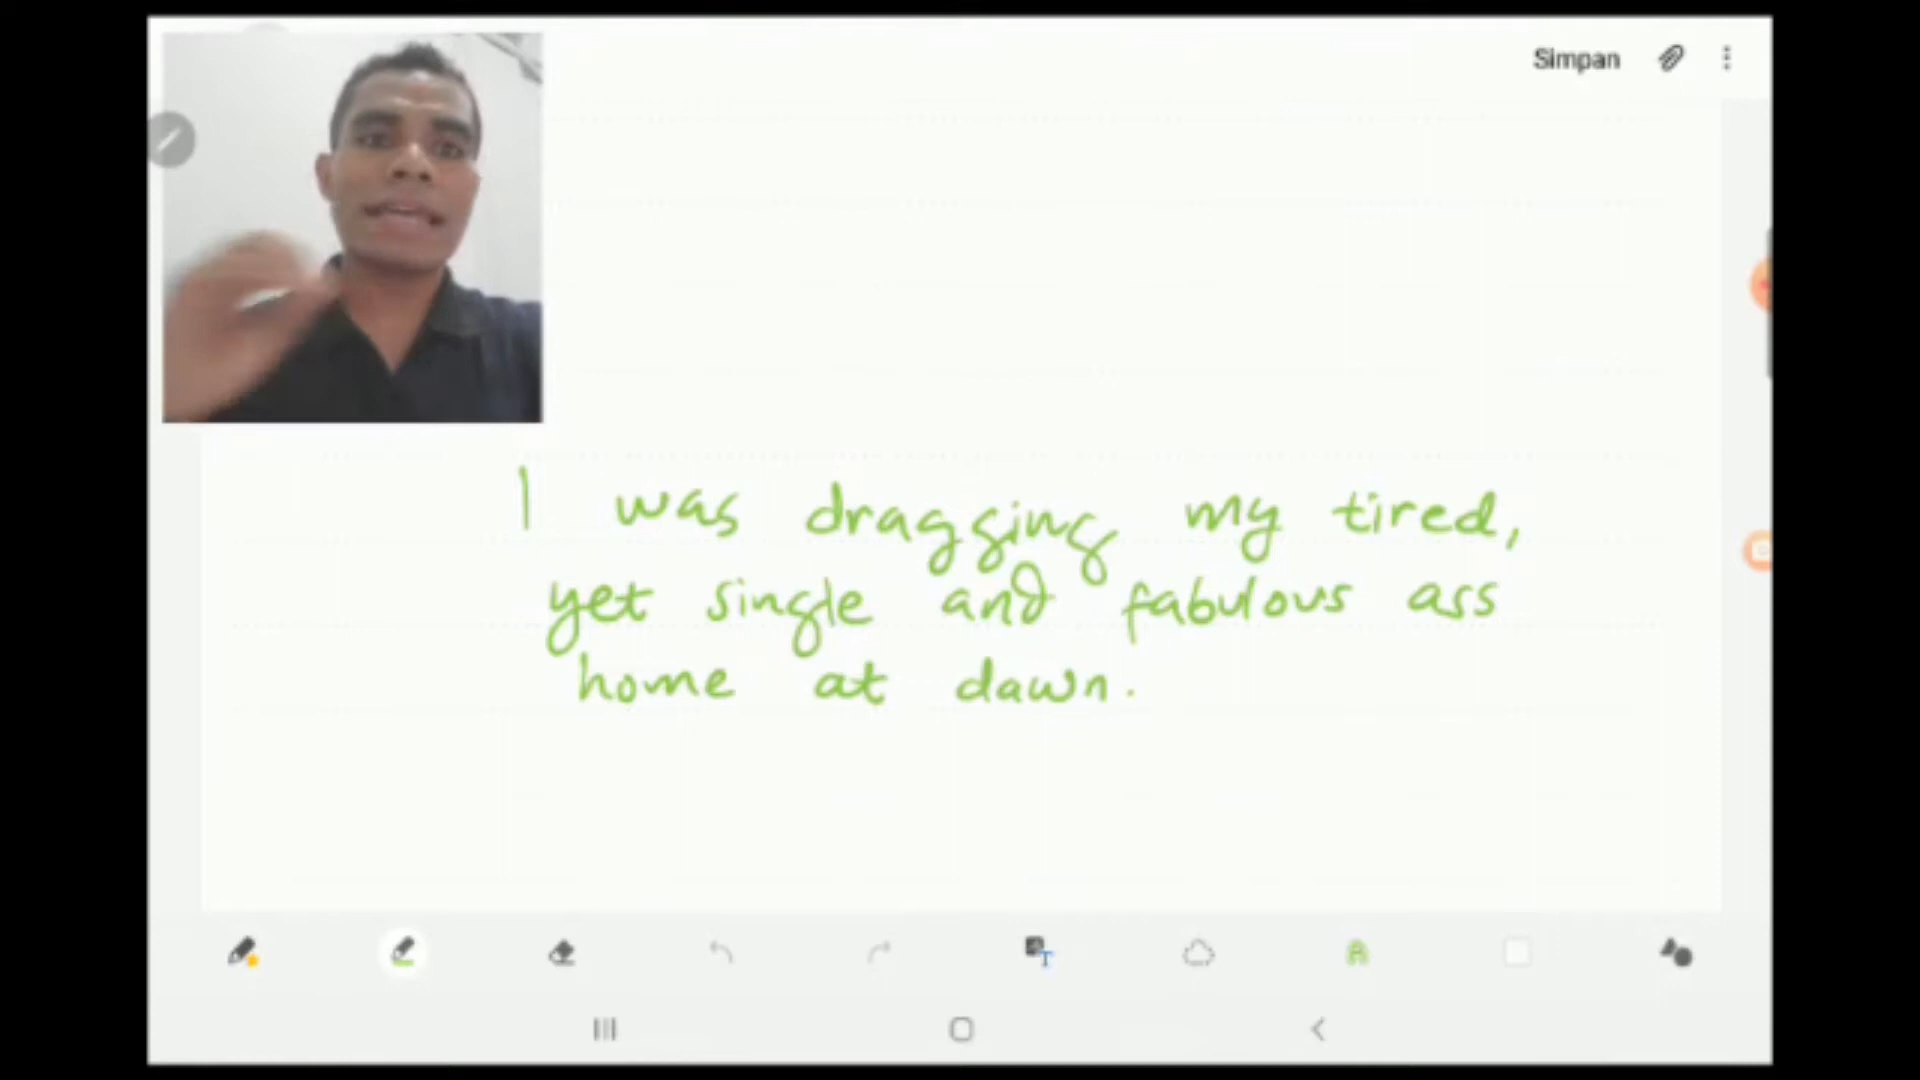 Simpan
I was dragging my tired,
yet single and fabulous ass
home at dawn.